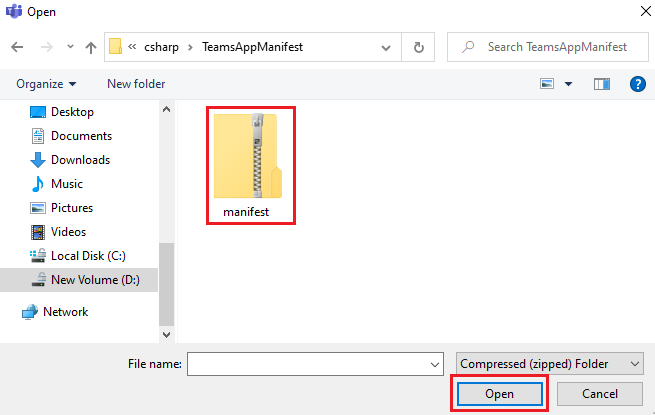 Open
« csharp > TeamsAppManifest
Search TeamsAppManifest
Organize
New folder
?
Desktop
Documents
Downloads
Music
Pictures
Videos
Local Disk (C:)
New Volume (D:)
Network
manifest
File name:
Compressed (zipped) Folder
Open
Cancel